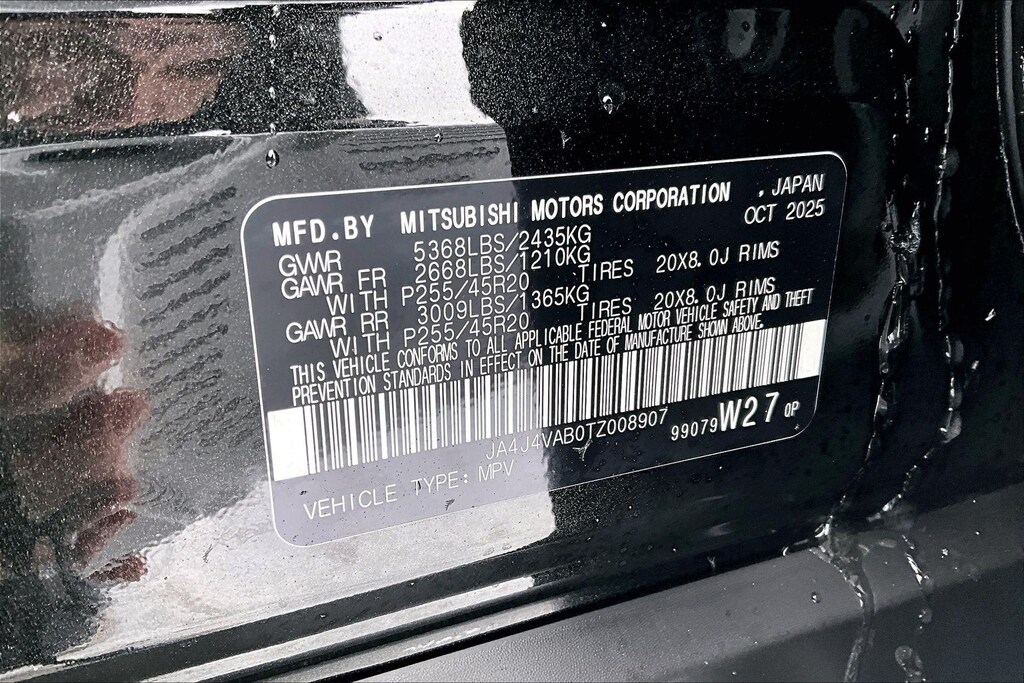 MFD.BY MITSUBISHI MOTORS CORPORATION , JAPAN
OCT 2025
GVWR 5368LBS/2435KG
GAWR FR 2668LBS/1210KG
WITH P255/45R20 TIRES 20X8.0J RIMS
GAWR RR 3009LBS/1365KG
WITH P255/45R20 TIRES 20X8.0J RIMS
THIS VEHICLE CONFORMS TO ALL APPLICABLE FEDERAL MOTOR VEHICLE SAFETY AND THEFT
PREVENTION STANDARDS IN EFFECT ON THE DATE OF MANUFACTURE SHOWN ABOVE.
JA4J4VAB0TZ008907
99079W27 0P
VEHICLE TYPE: MPV